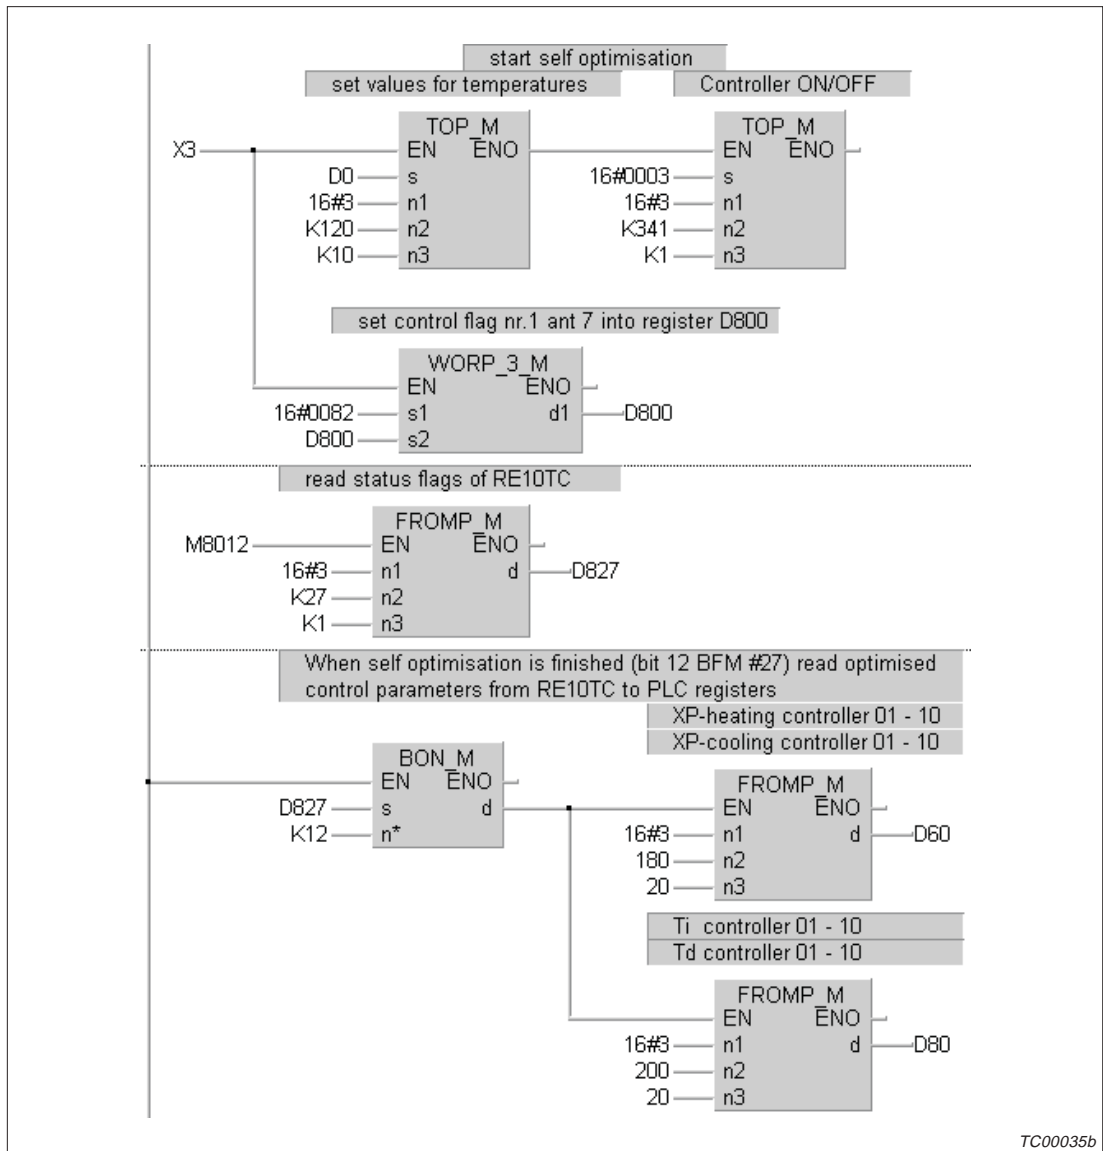 start self optimisation
set values for temperatures
Controller ON/OFF
TOP_M
TOP_M
X3
EN ENO
EN ENO
D0
s
16#0003
s
16#3
n1
16#3
n1
K120
n2
K341
n2
K10
n3
K1
n3
set control flag nr.1 ant 7 into register D800
WORP_3_M
EN ENO
16#0082
s1 d1
D800
D800
s2
read status flags of RE10TC
FROMP_M
M8012
EN ENO
16#3
n1 d
D827
K27
n2
K1
n3
When self optimisation is finished (bit 12 BFM #27) read optimised
control parameters from RE10TC to PLC registers
XP-heating controller 01 - 10
XP-cooling controller 01 - 10
BON_M
EN ENO
D827
s d
K12
n*
FROMP_M
EN ENO
16#3
n1 d
D60
180
n2
20
n3
Ti controller 01 - 10
Td controller 01 - 10
FROMP_M
EN ENO
16#3
n1 d
D80
200
n2
20
n3
TC00035b